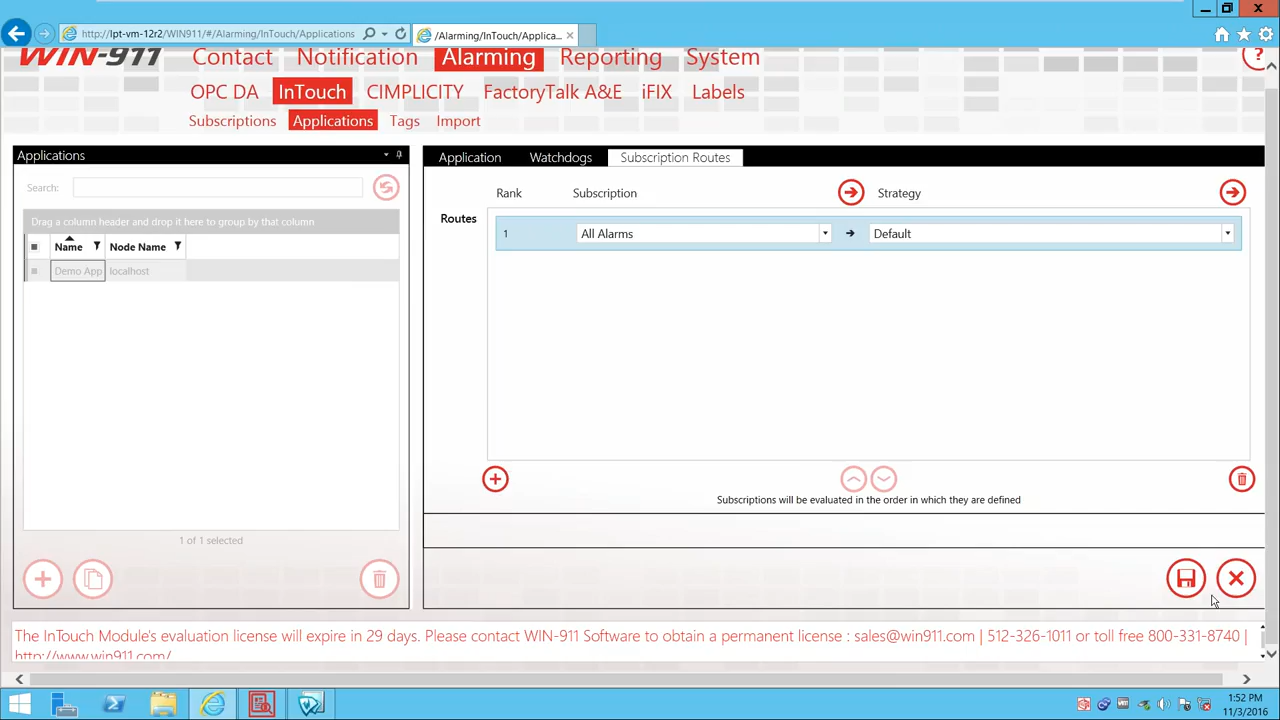 http://lpt-vm-12r2/WIN911/#/Alarming/InTouch/Applications
/Alarming/InTouch/Applica...
WIN-911
Contact Notification Alarming Reporting System
?
OPC DA InTouch CIMPLICITY FactoryTalk A&E iFIX Labels
Subscriptions Applications Tags Import
Applications
Search:
Drag a column header and drop it here to group by that column
Name Node Name
Demo App localhost
1 of 1 selected
Application Watchdogs Subscription Routes
Rank Subscription Strategy
Routes
1 All Alarms Default
Subscriptions will be evaluated in the order in which they are defined
The InTouch Module's evaluation license will expire in 29 days. Please contact WIN-911 Software to obtain a permanent license : sales@win911.com | 512-326-1011 or toll free 800-331-8740 |
http://www.win911.com/
1:52 PM
11/3/2016